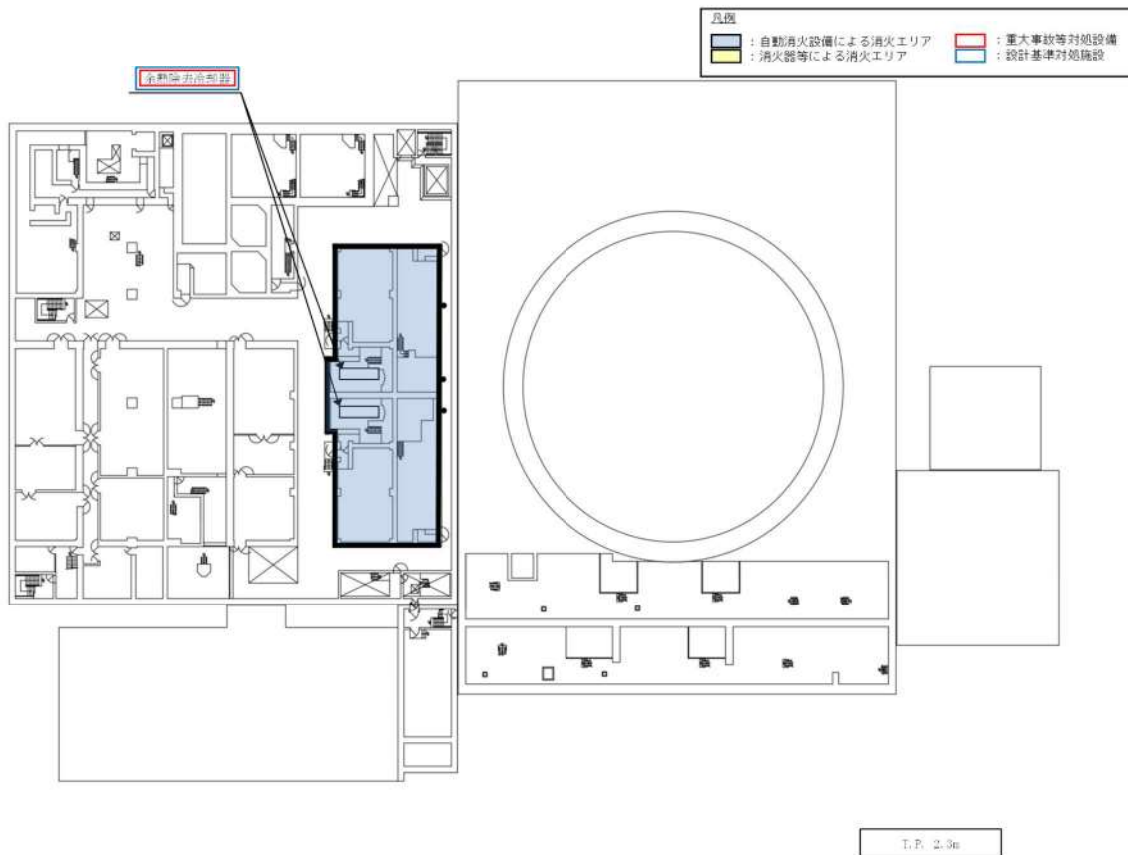 凡例
：自動消火設備による消火エリア
：重大事故等対処設備
：消火器等による消火エリア
：設計基準対処施設
余熱除去冷却器
T.P. 2.3m